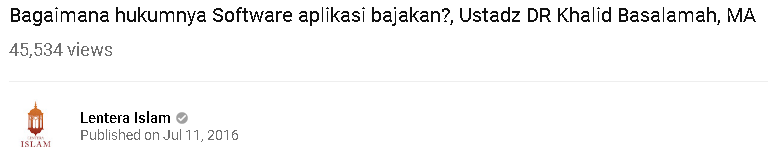 Bagaimana hukumnya Software aplikasi bajakan?, Ustadz DR Khalid Basalamah, MA
45,534 views
Lentera Islam
Published on Jul 11, 2016
LENTERA
ISLAM